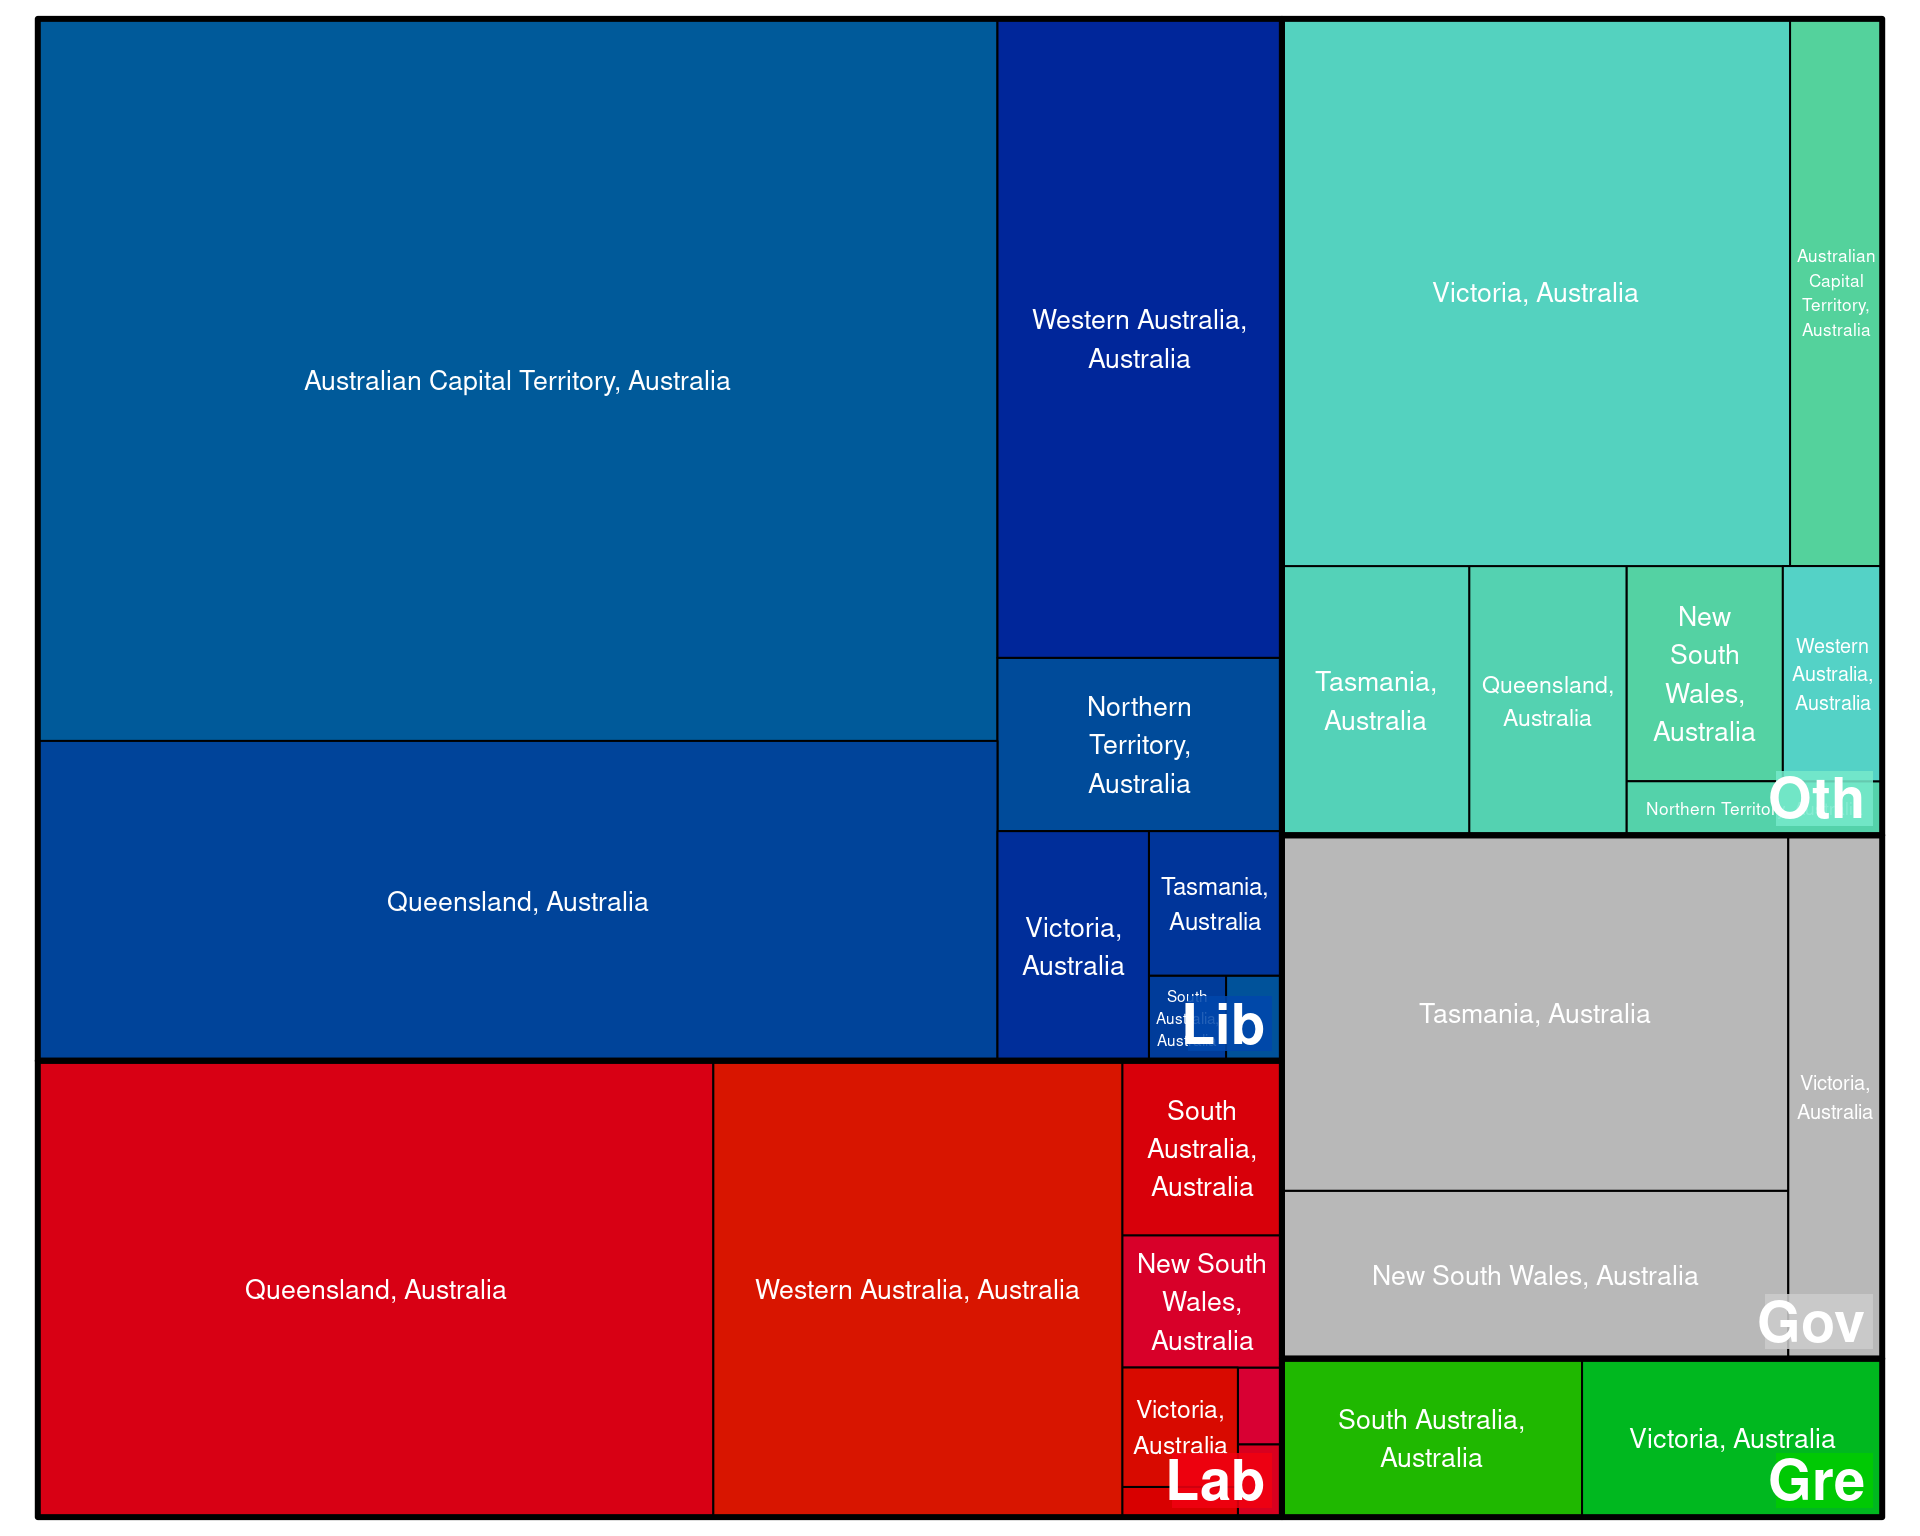 Australian Capital Territory, Australia
Western Australia,
Australia
Northern
Territory,
Australia
Queensland, Australia
Victoria,
Australia
Tasmania,
Australia
South
Australia,
Australia
Lib
Queensland, Australia
Western Australia, Australia
South
Australia,
Australia
New South
Wales,
Australia
Victoria,
Australia
Lab
Victoria, Australia
Australian
Capital
Territory,
Australia
Tasmania,
Australia
Queensland,
Australia
New
South
Wales,
Australia
Western
Australia,
Australia
Northern
Oth
Tasmania, Australia
Victoria,
Australia
New South Wales, Australia
Gov
South Australia,
Australia
Victoria, Australia
Gre